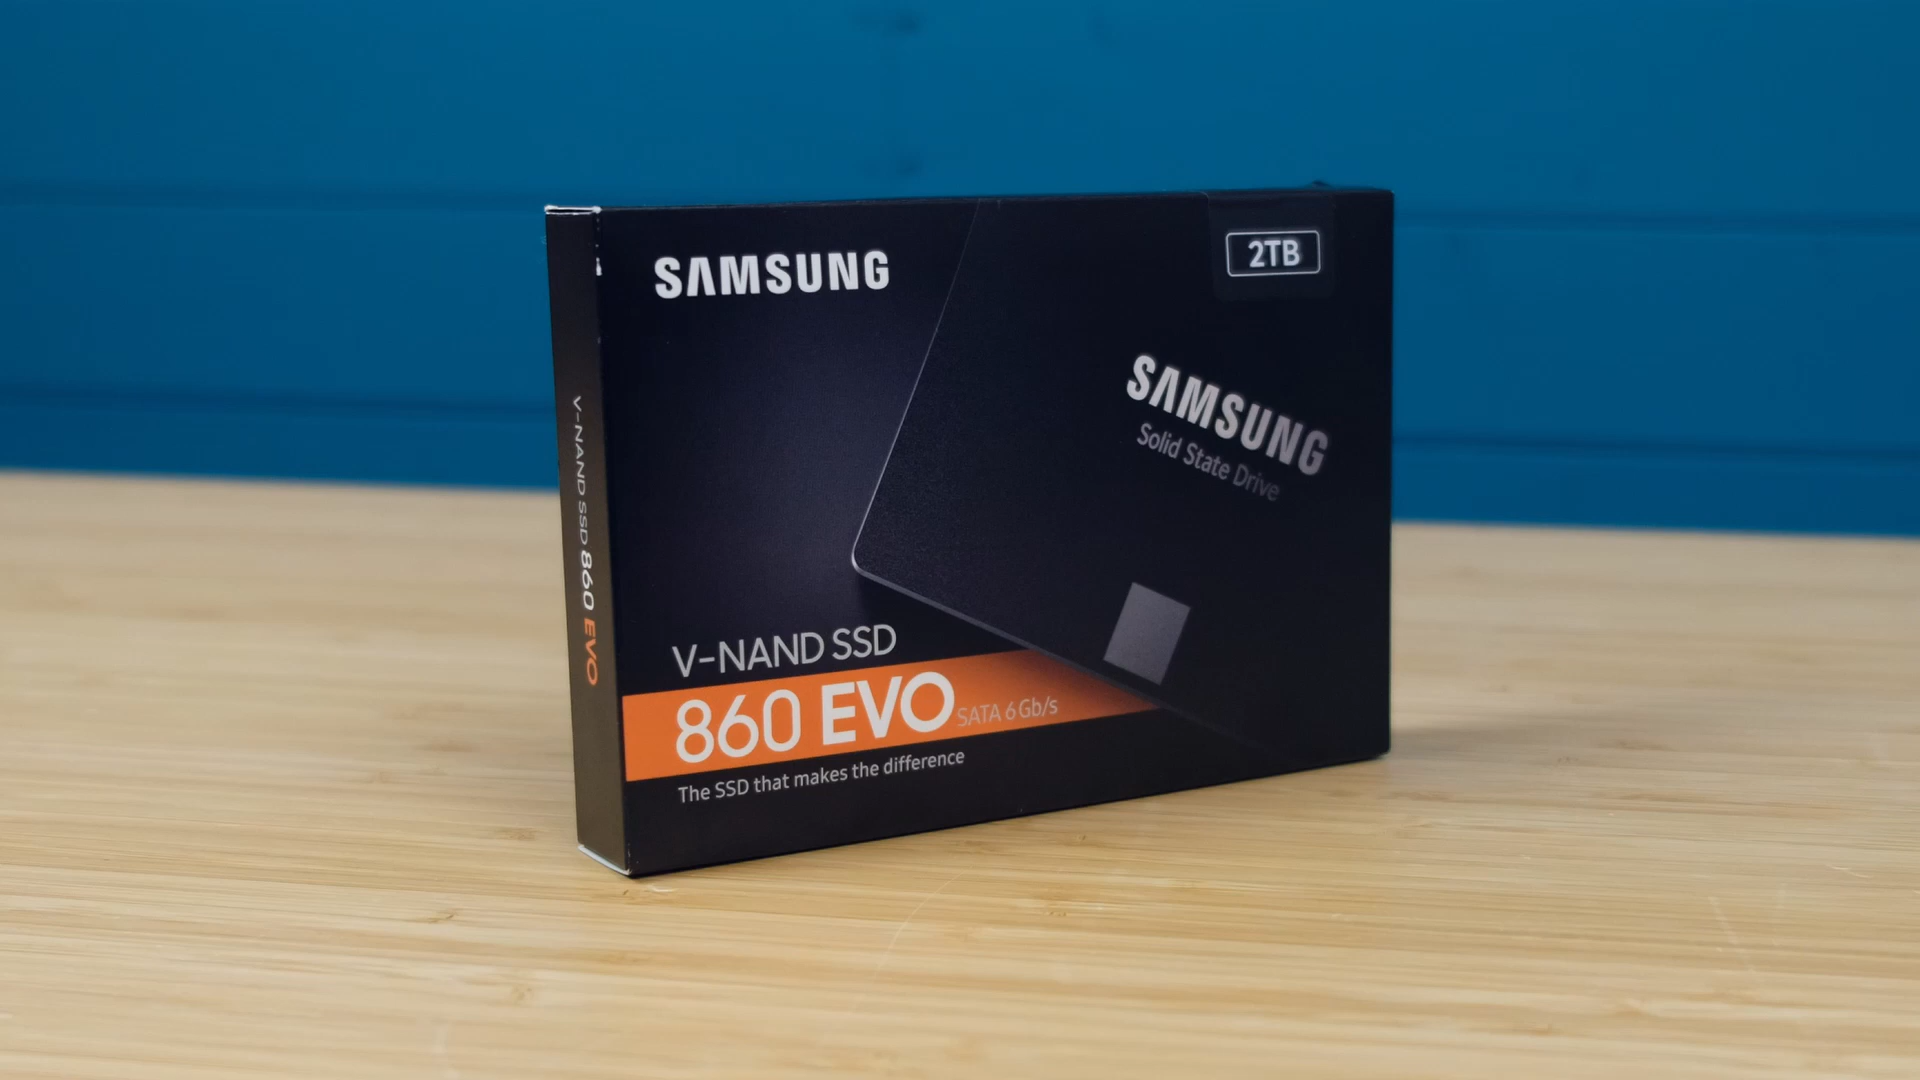 SAMSUNG
2TB
SAMSUNG
Solid State Drive
V-NAND SSD
860 EVO SATA 6 Gb/s
The SSD that makes the difference
V-NAND SSD 860 EVO